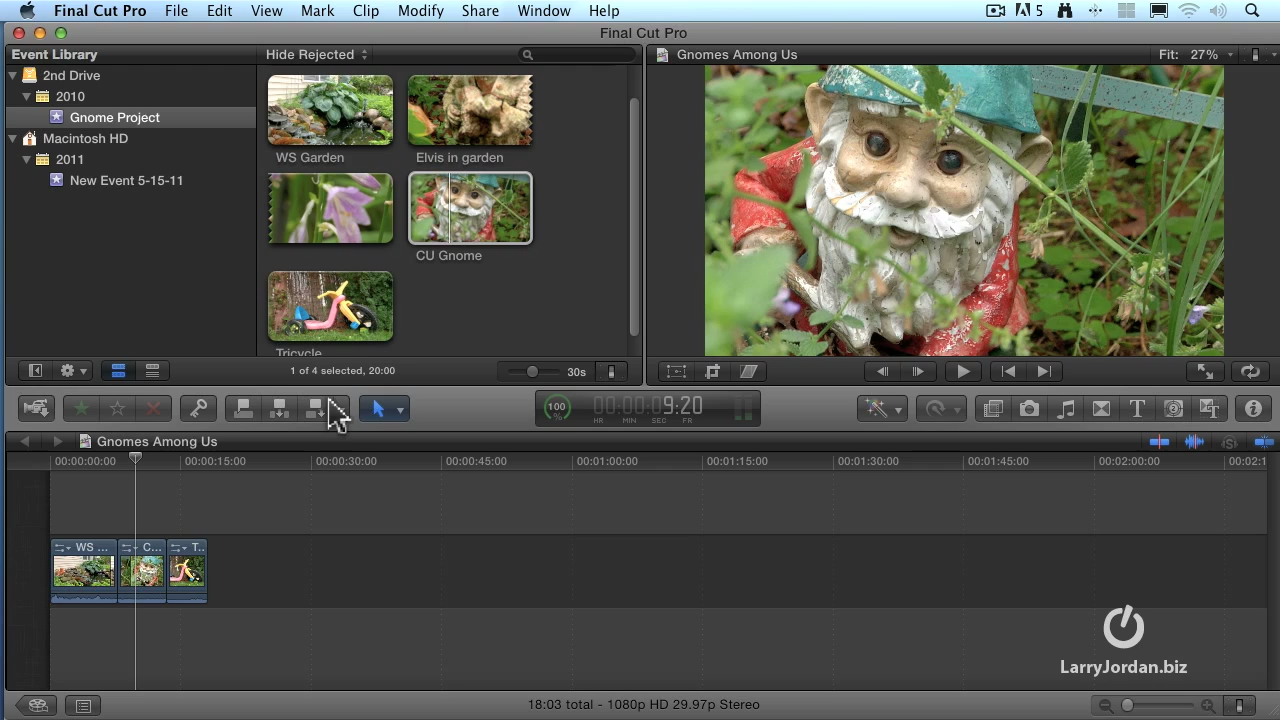 Final Cut Pro File Edit View Mark Clip Modify Share Window Help 5
Final Cut Pro
Event Library
Hide Rejected
Gnomes Among Us
Fit: 27%
2nd Drive
2010
Gnome Project
Macintosh HD
2011
New Event 5-15-11
WS Garden
Elvis in garden
CU Gnome
Tricycle
1 of 4 selected, 20:00
30s
100
%
00:00:09:20
HR MIN SEC FR
Gnomes Among Us
00:00:00:00 00:00:15:00 00:00:30:00 00:00:45:00 00:01:00:00 00:01:15:00 00:01:30:00 00:01:45:00 00:02:00:00 00:02:1
WS ... C... T..
LarryJordan.biz
18:03 total - 1080p HD 29.97p Stereo